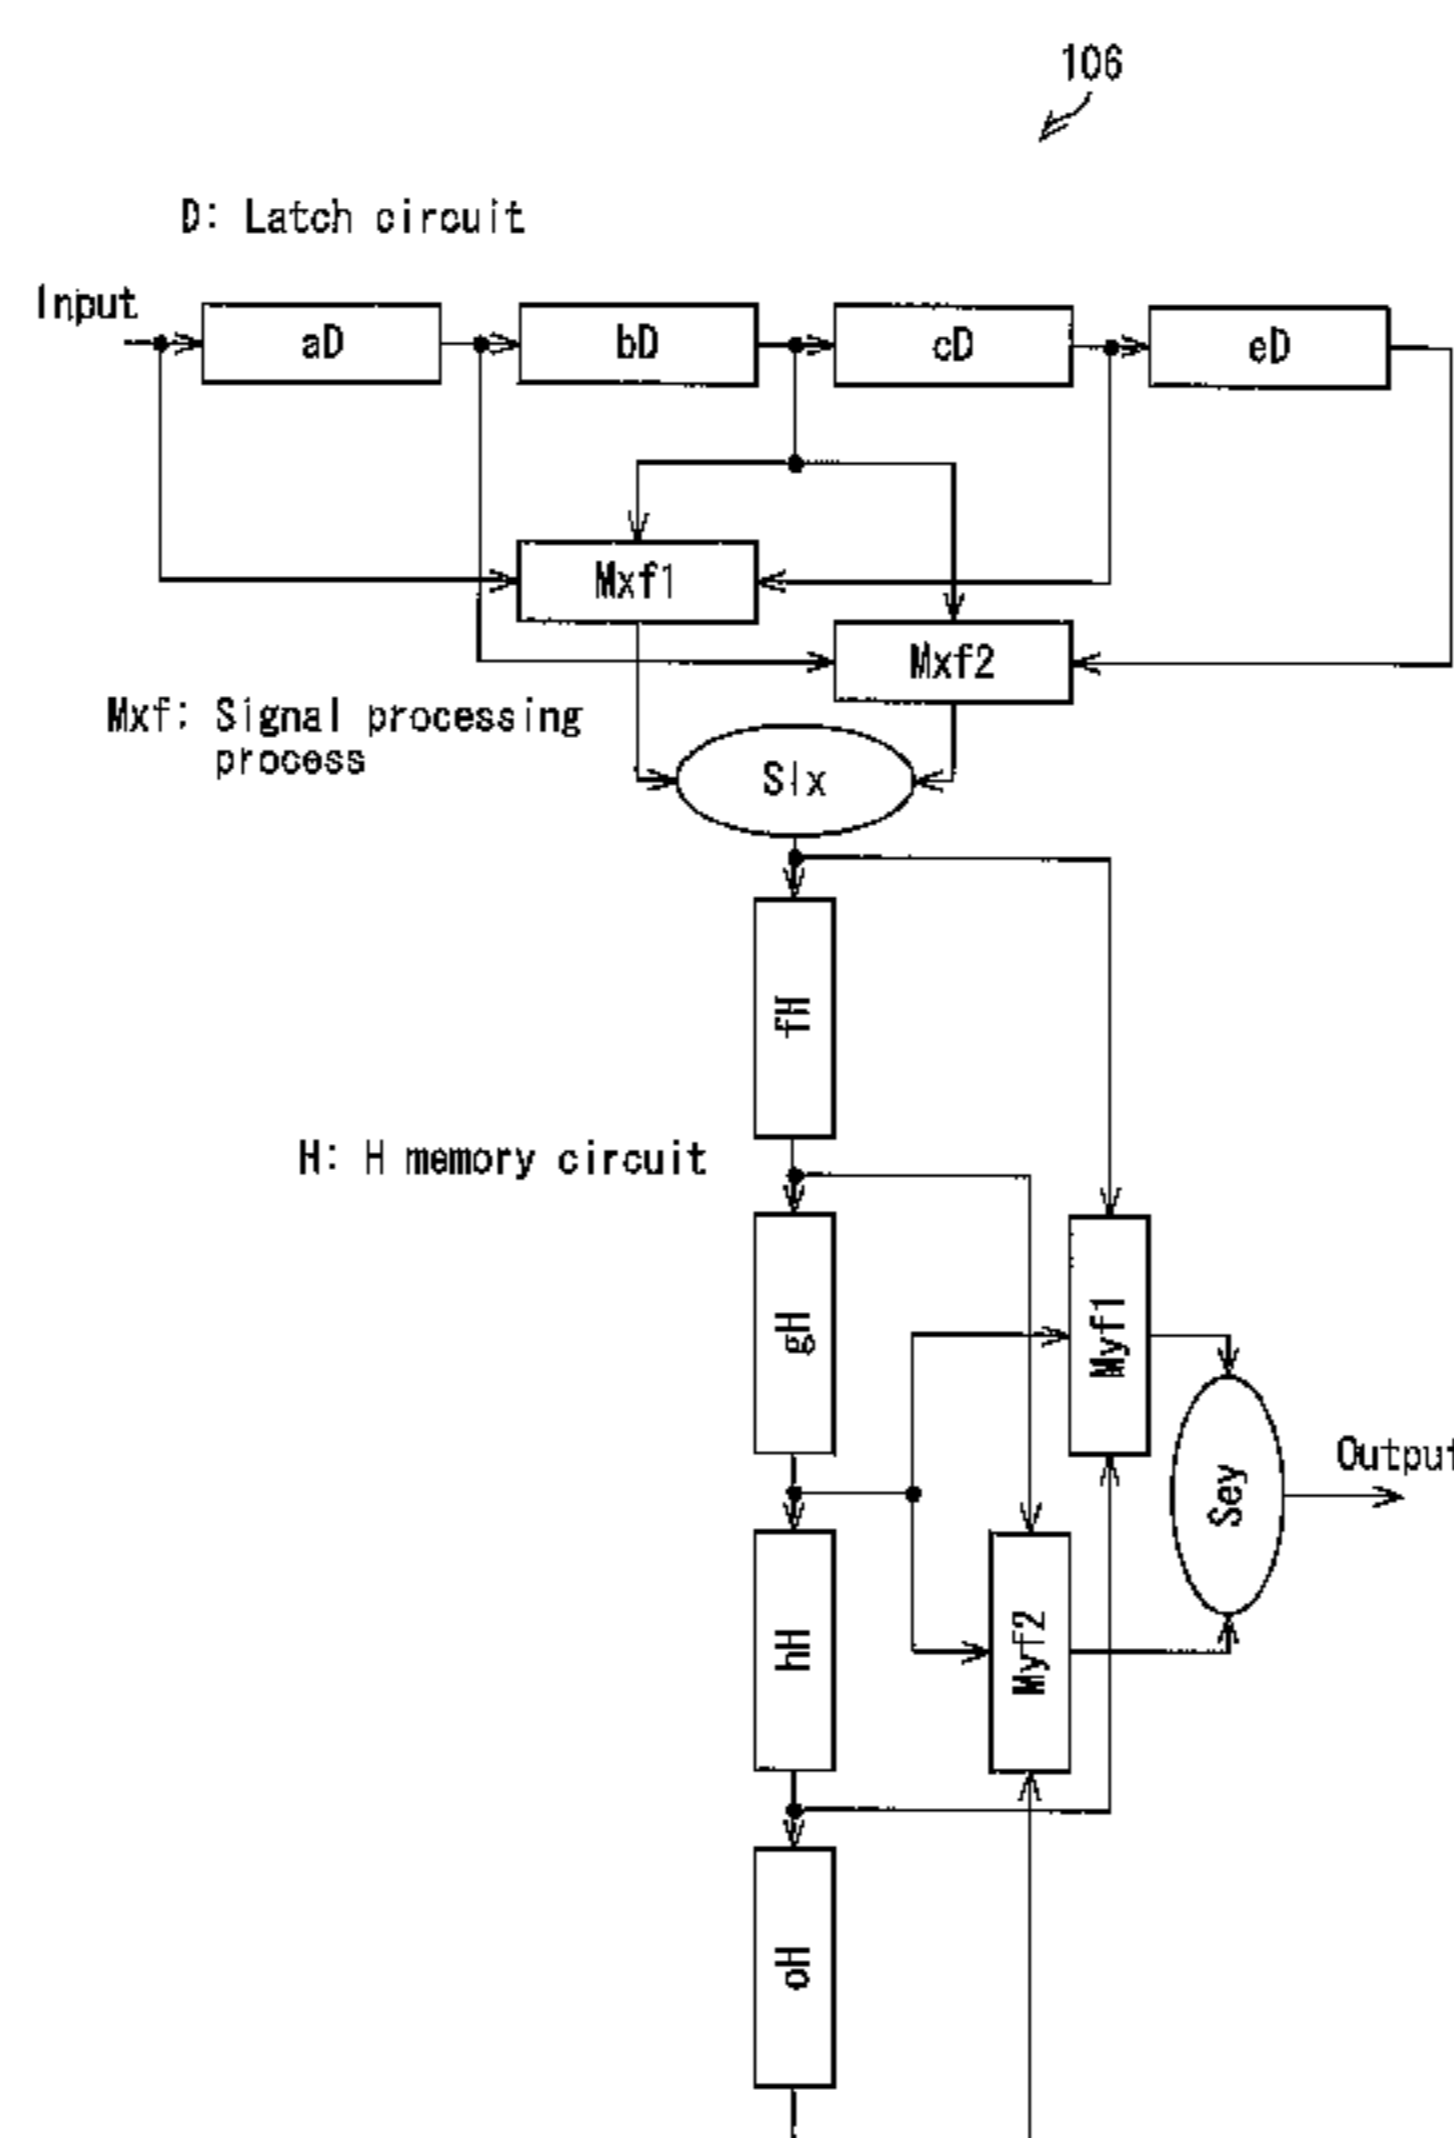 106
D: Latch circuit
Input
aD
bD
cD
eD
Mxf1
Mxf2
Mxf: Signal processing
process
Slx
fH
H: H memory circuit
gH
Myf1
Output
Sey
hH
Myf2
oH